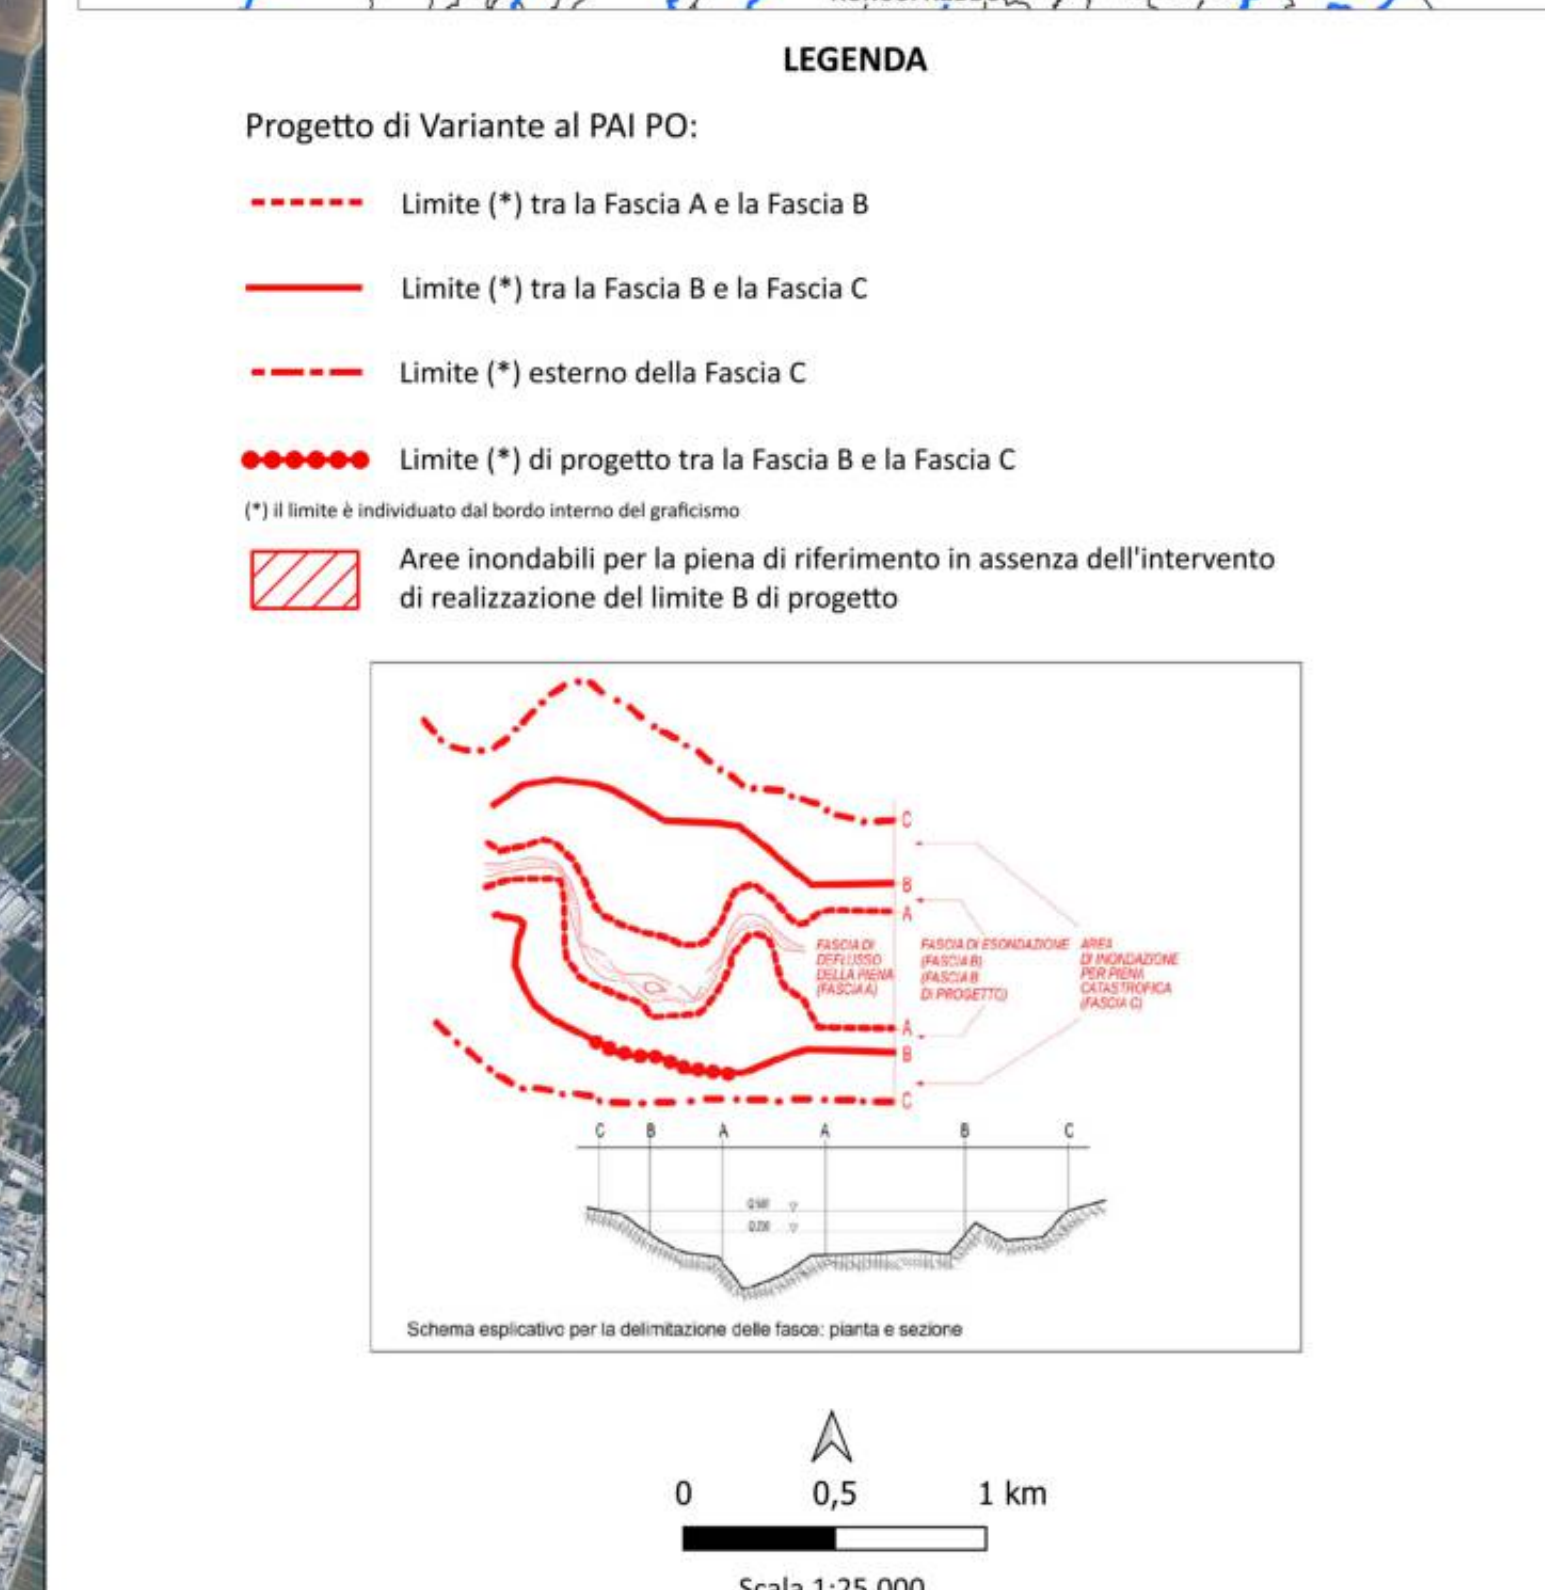 LEGENDA
Progetto di Variante al PAI PO:
Limite (*) tra la Fascia A e la Fascia B
Limite (*) tra la Fascia B e la Fascia C
Limite (*) esterno della Fascia C
Limite (*) di progetto tra la Fascia B e la Fascia C
(*) il limite è individuato dal bordo interno del graficismo
Aree inondabili per la piena di riferimento in assenza dell'intervento
di realizzazione del limite B di progetto
C
B
A
FASCIA DI
DEFLUSSO
DELLA PIENA
(FASCIA A)
FASCIA DI ESONDAZIONE
(FASCIA B)
(FASCIA B
DI PROGETTO)
AREA
DI INONDAZIONE
PER PIENA
CATASTROFICA
(FASCIA C)
A
B
C
C B A A B C
Schema esplicativo per la delimitazione delle fasce: pianta e sezione
0 0,5 1 km
Scala 1:25.000